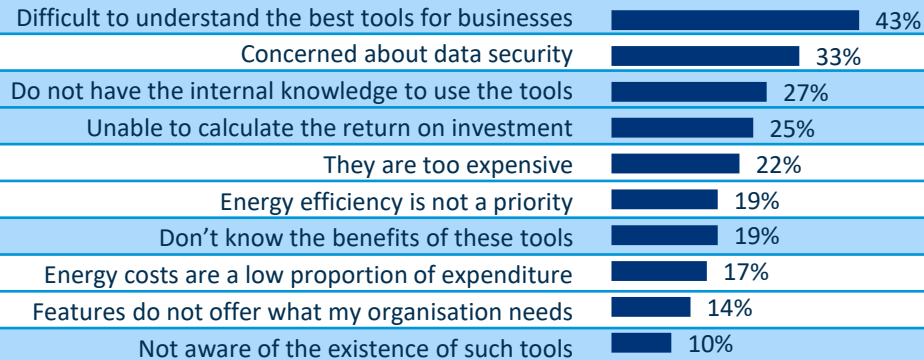 Difficult to understand the best tools for businesses 43%
Concerned about data security 33%
Do not have the internal knowledge to use the tools 27%
Unable to calculate the return on investment 25%
They are too expensive 22%
Energy efficiency is not a priority 19%
Don’t know the benefits of these tools 19%
Energy costs are a low proportion of expenditure 17%
Features do not offer what my organisation needs 14%
Not aware of the existence of such tools 10%